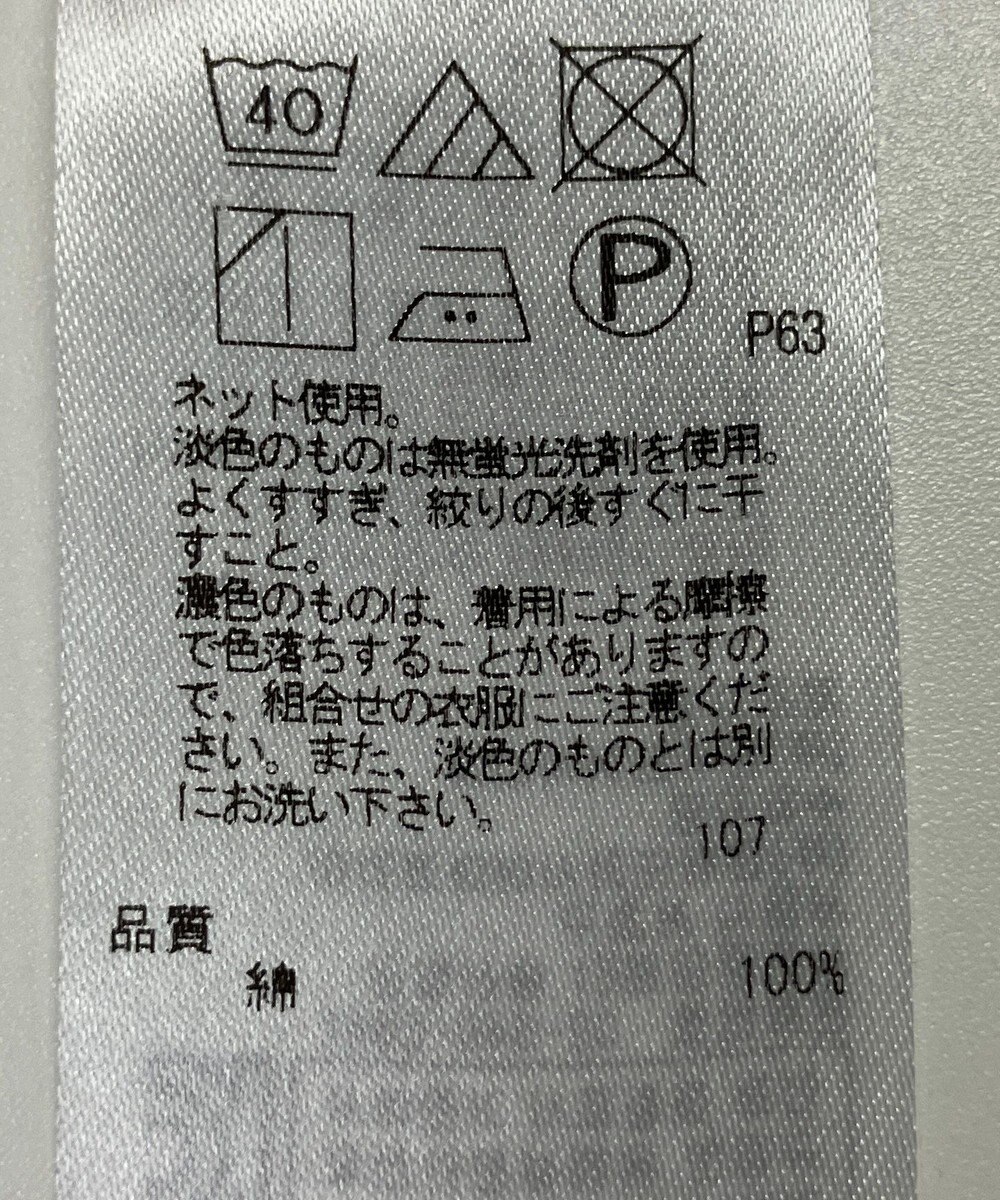 40
P
P63
ネット使用。
淡色のものは無蛍光洗剤を使用。
よくすすぎ、絞りの後すぐに干
すこと。
濃色のものは、着用による摩擦
で色落ちすることがありますの
で、組合せの衣服にご注意くだ
さい。また、淡色のものとは別
にお洗い下さい。
107
品質
綿 100%